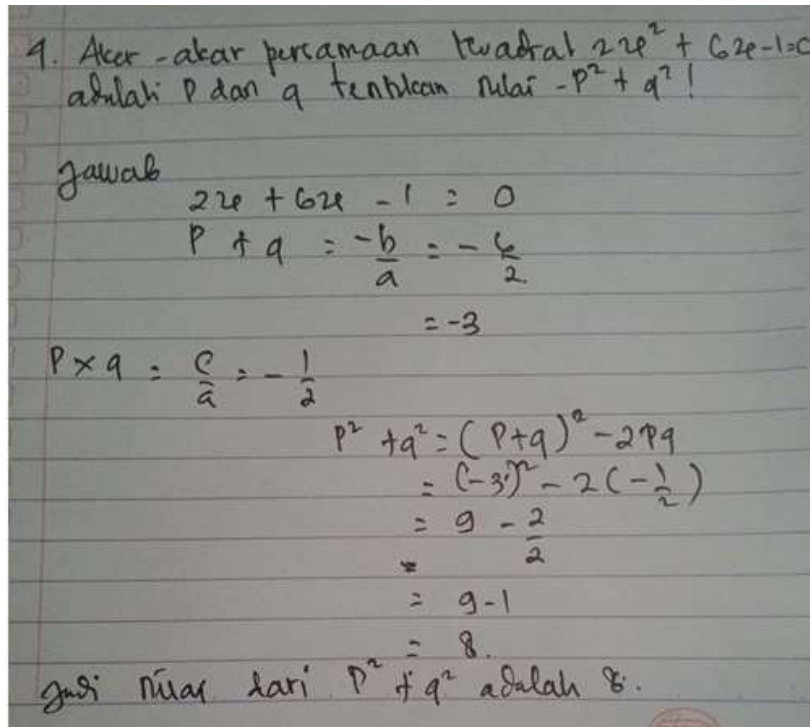 4. Akar-akar persamaan kwadrat 2x² + 6x-1=0
adalah P dan q tentukan nilai -P² + q²!
Jawab
2x + 6x - 1 = 0
P + q = -b/a = - 6/2
= -3
P × q = c/a = - 1/2
P² + q² = (P+q)² - 2Pq
= (-3)² - 2(-1/2)
= 9 - 2/2
= 9-1
= 8.
Jadi nilai dari P² + q² adalah 8.